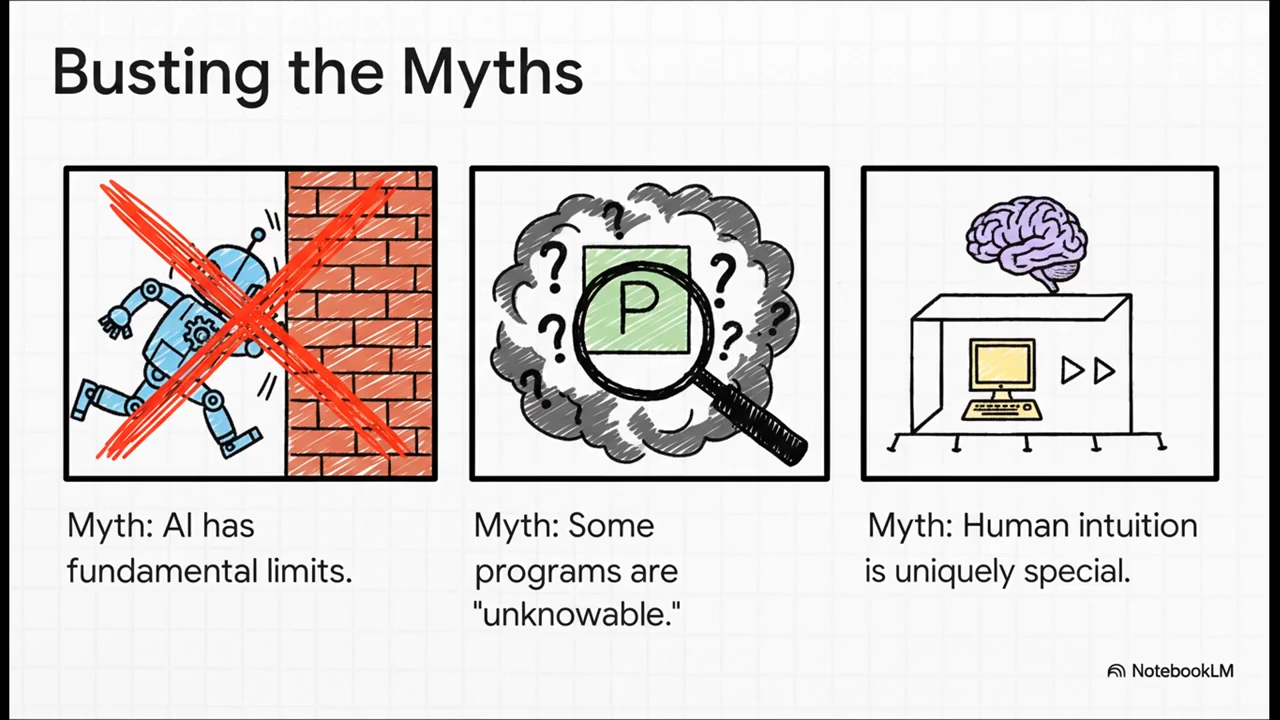 Busting the Myths
P
Myth: AI has
fundamental limits.
Myth: Some
programs are
"unknowable."
Myth: Human intuition
is uniquely special.
NotebookLM